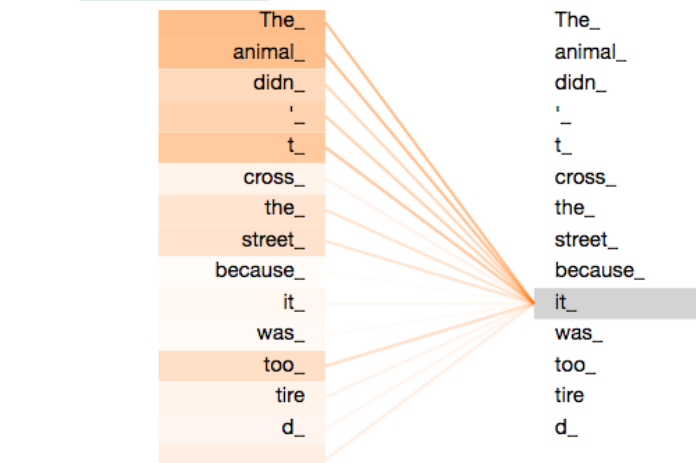 The_ The_
animal_ animal_
didn_ didn_
'_ '_
t_ t_
cross_ cross_
the_ the_
street_ street_
because_ because_
it_ it_
was_ was_
too_ too_
tire tire
d_ d_